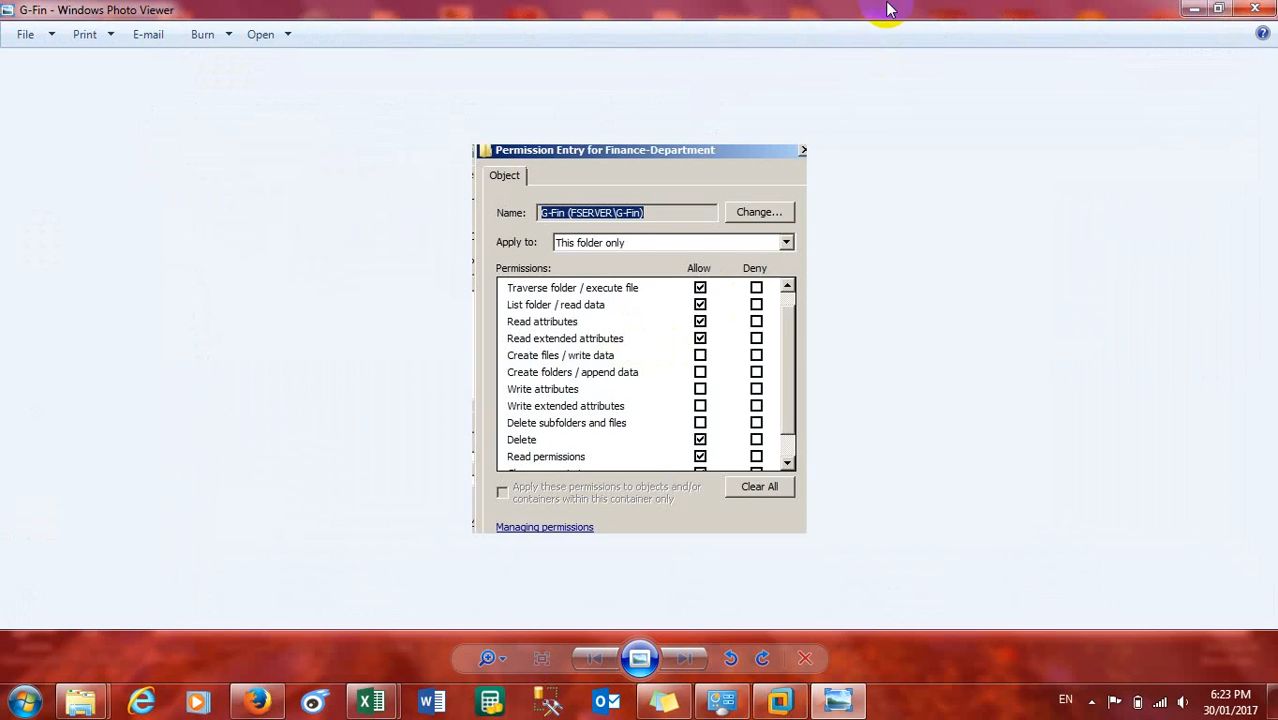 G-Fin - Windows Photo Viewer
File Print E-mail Burn Open
Permission Entry for Finance-Department
Object
Name: G-Fin (FSERVER\G-Fin) Change...
Apply to: This folder only
Permissions: Allow Deny
Traverse folder / execute file
List folder / read data
Read attributes
Read extended attributes
Create files / write data
Create folders / append data
Write attributes
Write extended attributes
Delete subfolders and files
Delete
Read permissions
Apply these permissions to objects and/or
containers within this container only
Clear All
Managing permissions
EN
6:23 PM
30/01/2017